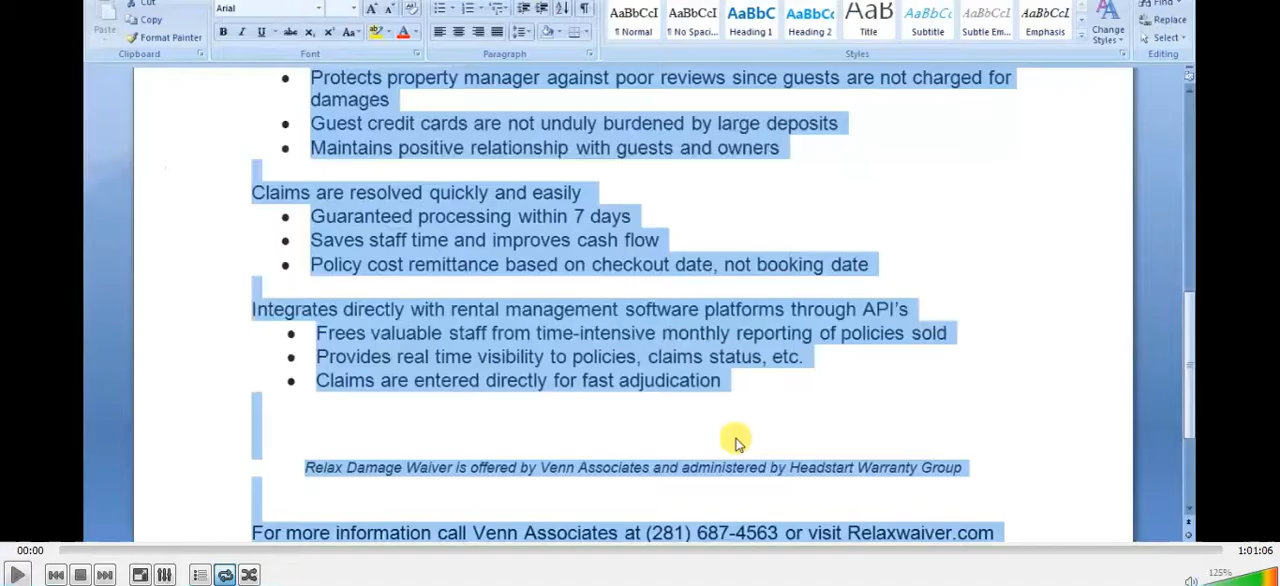 Cut
Find
Copy
Arial
AaBbCcI AaBbCcI AaBbC AaBbCc AaB AaBbCcI AaBbCcI AaBbCcI
Replace
Paste
Format Painter
B I U abc x₂ x² Aa
¶ Normal ¶ No Spaci... Heading 1 Heading 2 Title Subtitle Subtle Em... Emphasis
Change
Styles
Select
Clipboard Font Paragraph Styles Editing
• Protects property manager against poor reviews since guests are not charged for
damages
• Guest credit cards are not unduly burdened by large deposits
• Maintains positive relationship with guests and owners
Claims are resolved quickly and easily
• Guaranteed processing within 7 days
• Saves staff time and improves cash flow
• Policy cost remittance based on checkout date, not booking date
Integrates directly with rental management software platforms through API's
• Frees valuable staff from time-intensive monthly reporting of policies sold
• Provides real time visibility to policies, claims status, etc.
• Claims are entered directly for fast adjudication
Relax Damage Waiver is offered by Venn Associates and administered by Headstart Warranty Group
For more information call Venn Associates at (281) 687-4563 or visit Relaxwaiver.com
00:00 1:01:06
125%